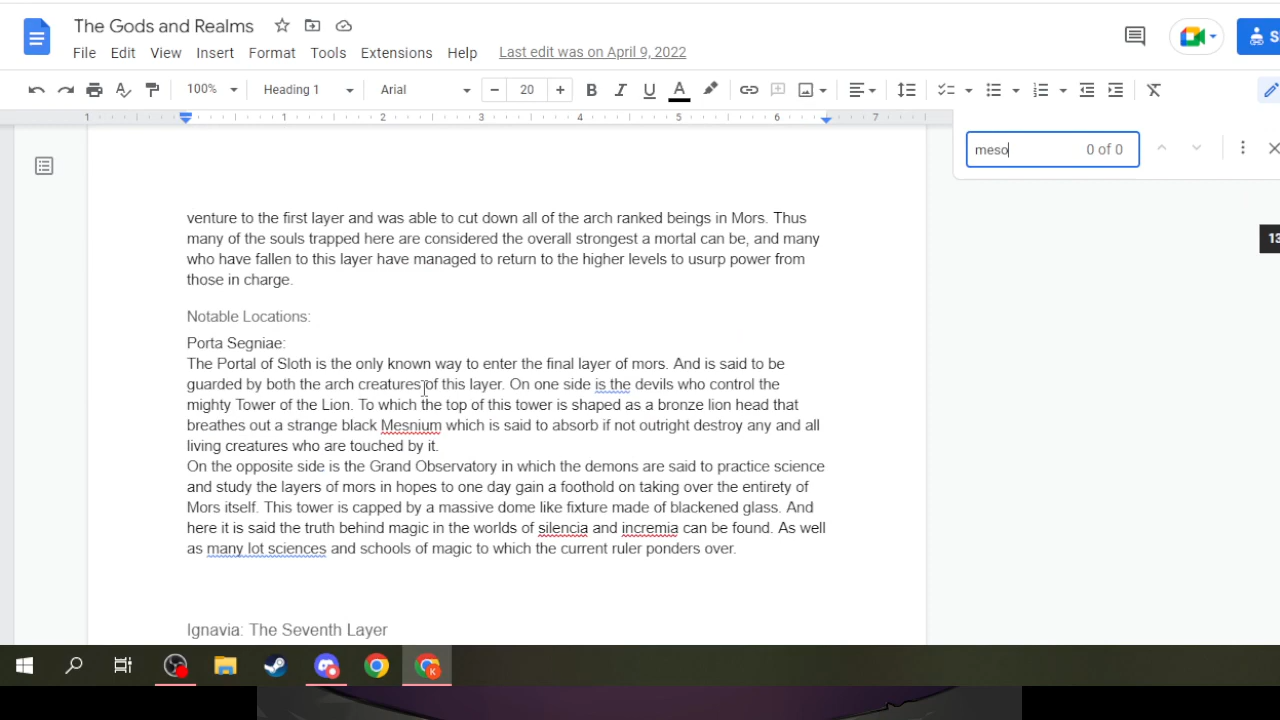 The Gods and Realms
File Edit View Insert Format Tools Extensions Help Last edit was on April 9, 2022
100% Heading 1 Arial 20 B I U A
1 1 2 3 4 5 6 7
meso 0 of 0
13
venture to the first layer and was able to cut down all of the arch ranked beings in Mors. Thus
many of the souls trapped here are considered the overall strongest a mortal can be, and many
who have fallen to this layer have managed to return to the higher levels to usurp power from
those in charge.
Notable Locations:
Porta Segniae:
The Portal of Sloth is the only known way to enter the final layer of mors. And is said to be
guarded by both the arch creatures of this layer. On one side is the devils who control the
mighty Tower of the Lion. To which the top of this tower is shaped as a bronze lion head that
breathes out a strange black Mesnium which is said to absorb if not outright destroy any and all
living creatures who are touched by it.
On the opposite side is the Grand Observatory in which the demons are said to practice science
and study the layers of mors in hopes to one day gain a foothold on taking over the entirety of
Mors itself. This tower is capped by a massive dome like fixture made of blackened glass. And
here it is said the truth behind magic in the worlds of silencia and incremia can be found. As well
as many lot sciences and schools of magic to which the current ruler ponders over.
Ignavia: The Seventh Layer